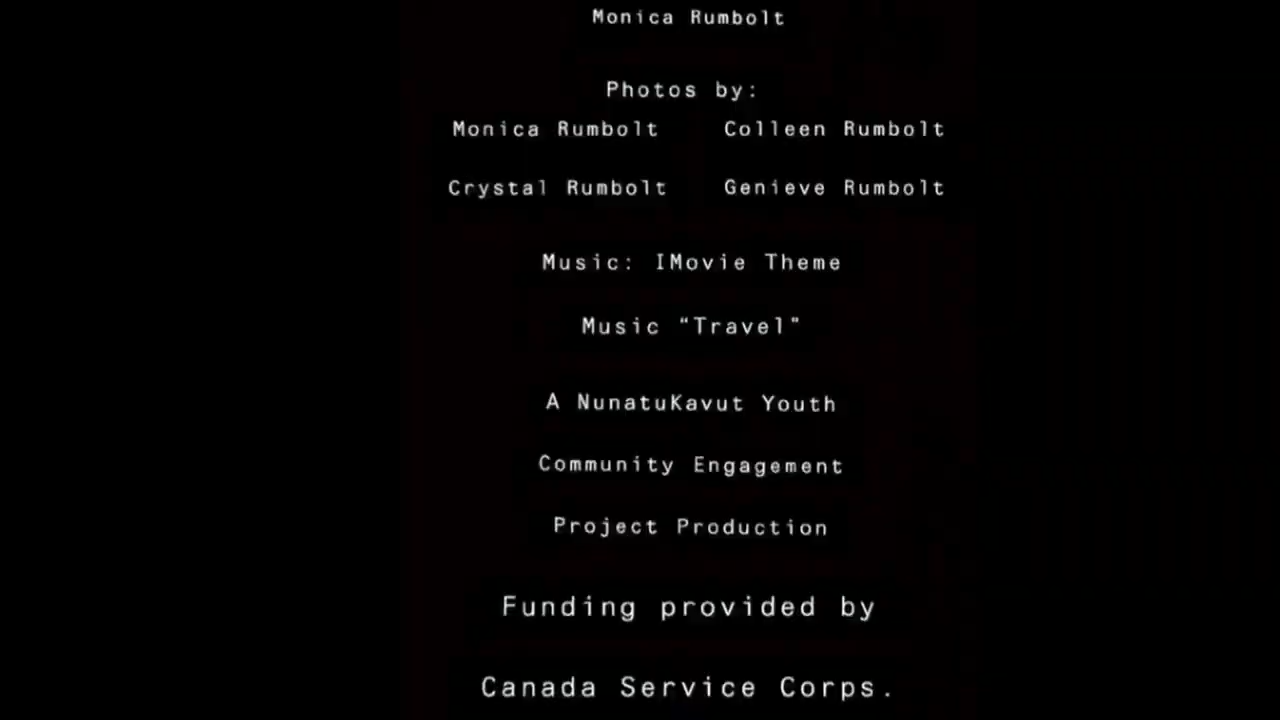 Monica Rumbolt
Photos by:
Monica Rumbolt Colleen Rumbolt
Crystal Rumbolt Genieve Rumbolt
Music: IMovie Theme
Music “Travel”
A NunatuKavut Youth
Community Engagement
Project Production
Funding provided by
Canada Service Corps.